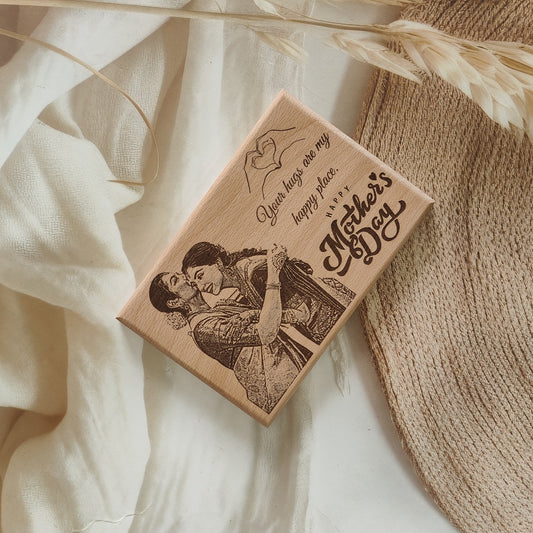 Your hugs are my
happy place.
HAPPY
Mother's
Day